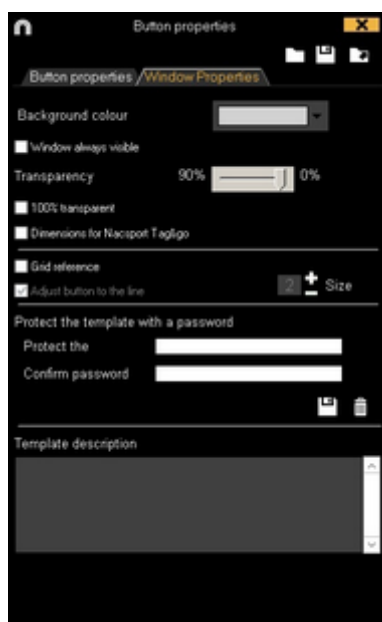 Button properties
Button properties Window Properties
Background colour
Window always visible
Transparency 90% 0%
100% transparent
Dimensions for Nacsport Tag&go
Grid reference
Adjust button to the line 2 Size
Protect the template with a password
Protect the
Confirm password
Template description